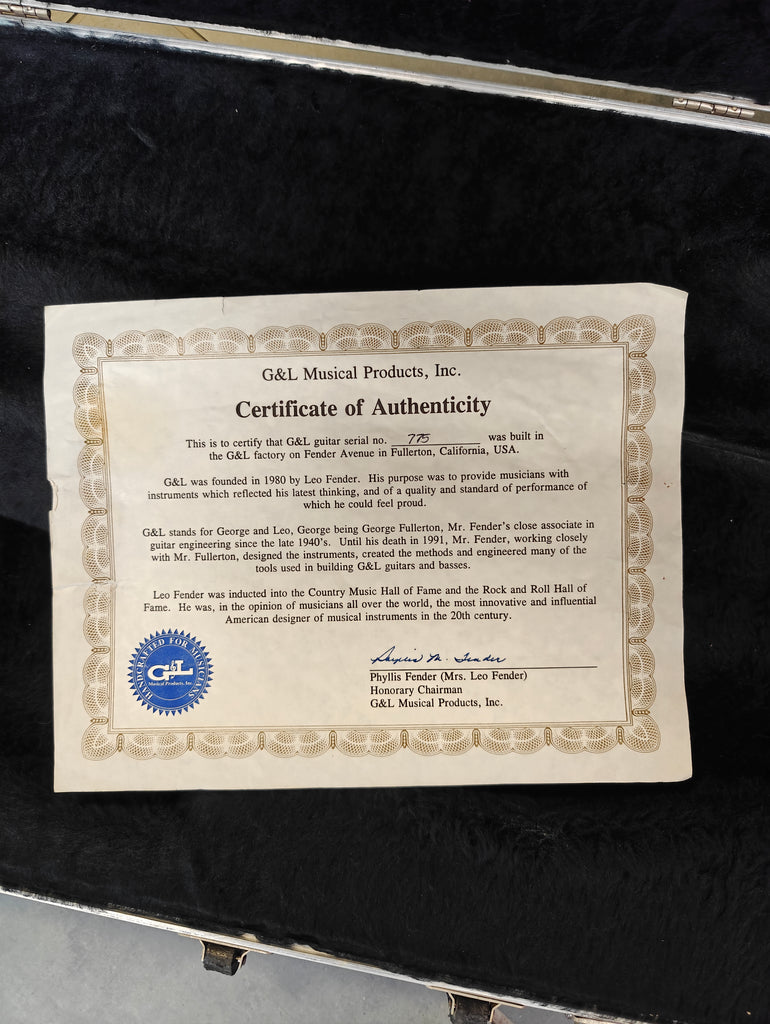 G&L Musical Products, Inc.
Certificate of Authenticity
This is to certify that G&L guitar serial no. 775 was built in
the G&L factory on Fender Avenue in Fullerton, California, USA.
G&L was founded in 1980 by Leo Fender. His purpose was to provide musicians with
instruments which reflected his latest thinking, and of a quality and standard of performance of
which he could feel proud.
G&L stands for George and Leo, George being George Fullerton, Mr. Fender's close associate in
guitar engineering since the late 1940's. Until his death in 1991, Mr. Fender, working closely
with Mr. Fullerton, designed the instruments, created the methods and engineered many of the
tools used in building G&L guitars and basses.
Leo Fender was inducted into the Country Music Hall of Fame and the Rock and Roll Hall of
Fame. He was, in the opinion of musicians all over the world, the most innovative and influential
American designer of musical instruments in the 20th century.
HANDCRAFTED FOR MUSICIANS
G&L
Musical Products, Inc.
Phyllis M. Fender
Phyllis Fender (Mrs. Leo Fender)
Honorary Chairman
G&L Musical Products, Inc.